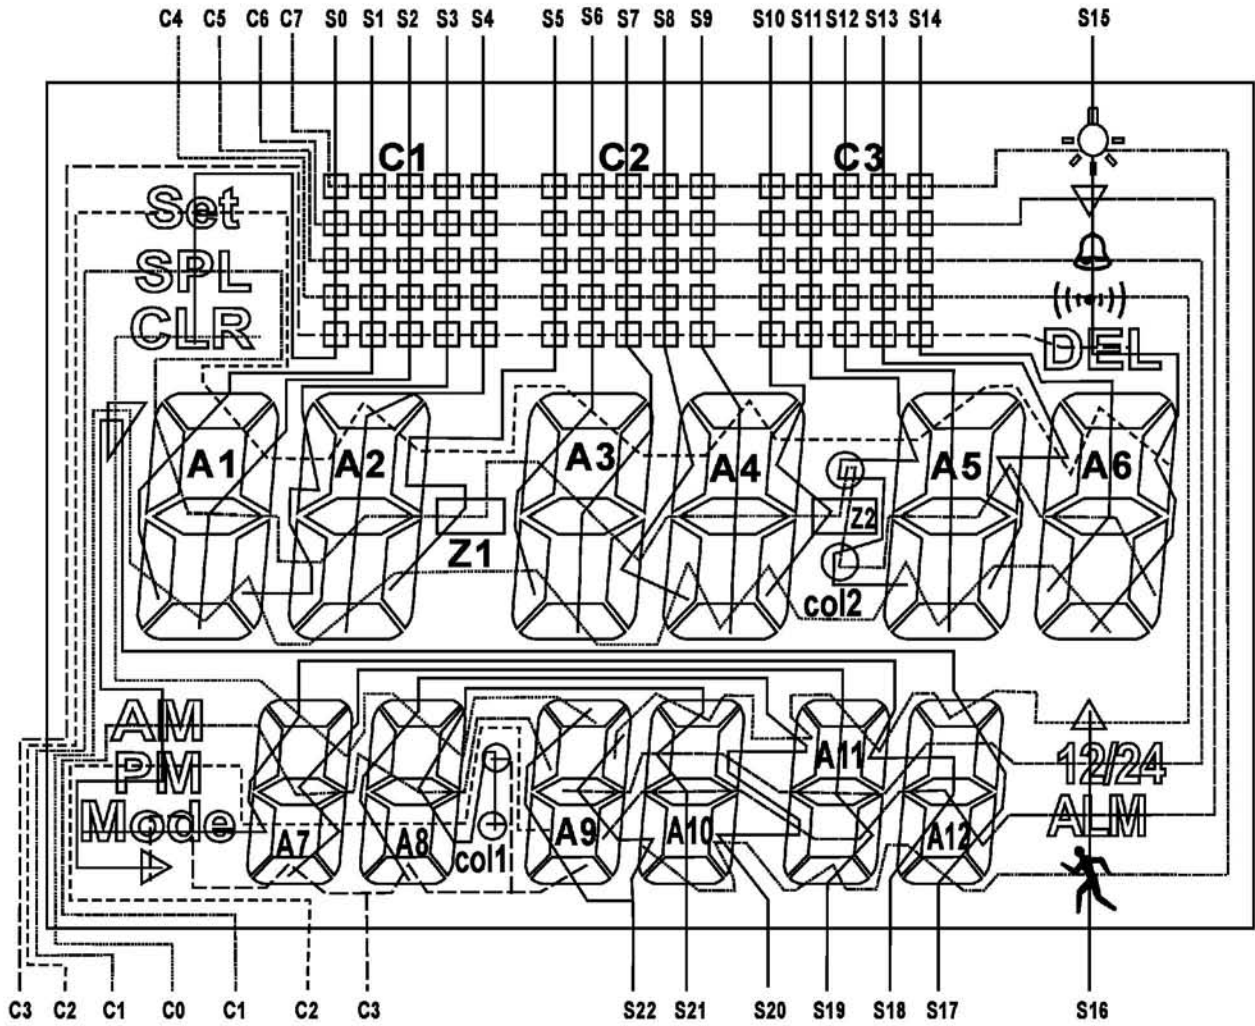 C4 C5 C6 C7 S0 S1 S2 S3 S4 S5 S6 S7 S8 S9 S10 S11 S12 S13 S14 S15
C1 C2 C3
Set
SPL
CLR DEL
A1 A2 A3 A4 A5 A6
Z1 Z2
col2
AM
PM A11 12/24
Mode A7 A8 col1 A9 A10 A12 ALM
C3 C2 C1 C0 C1 C2 C3 S22 S21 S20 S19 S18 S17 S16